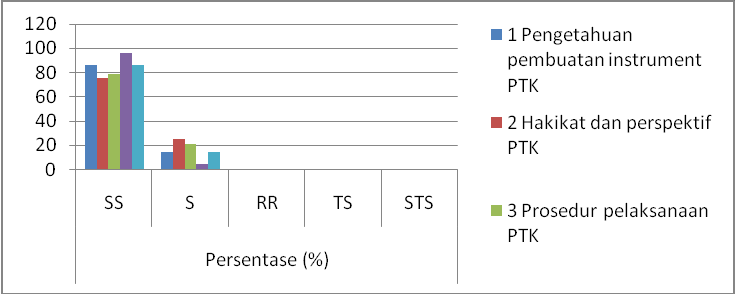 120
100
80
60
40
20
0
SS S RR TS STS
Persentase (%)
1 Pengetahuan
pembuatan instrument
PTK
2 Hakikat dan perspektif
PTK
3 Prosedur pelaksanaan
PTK